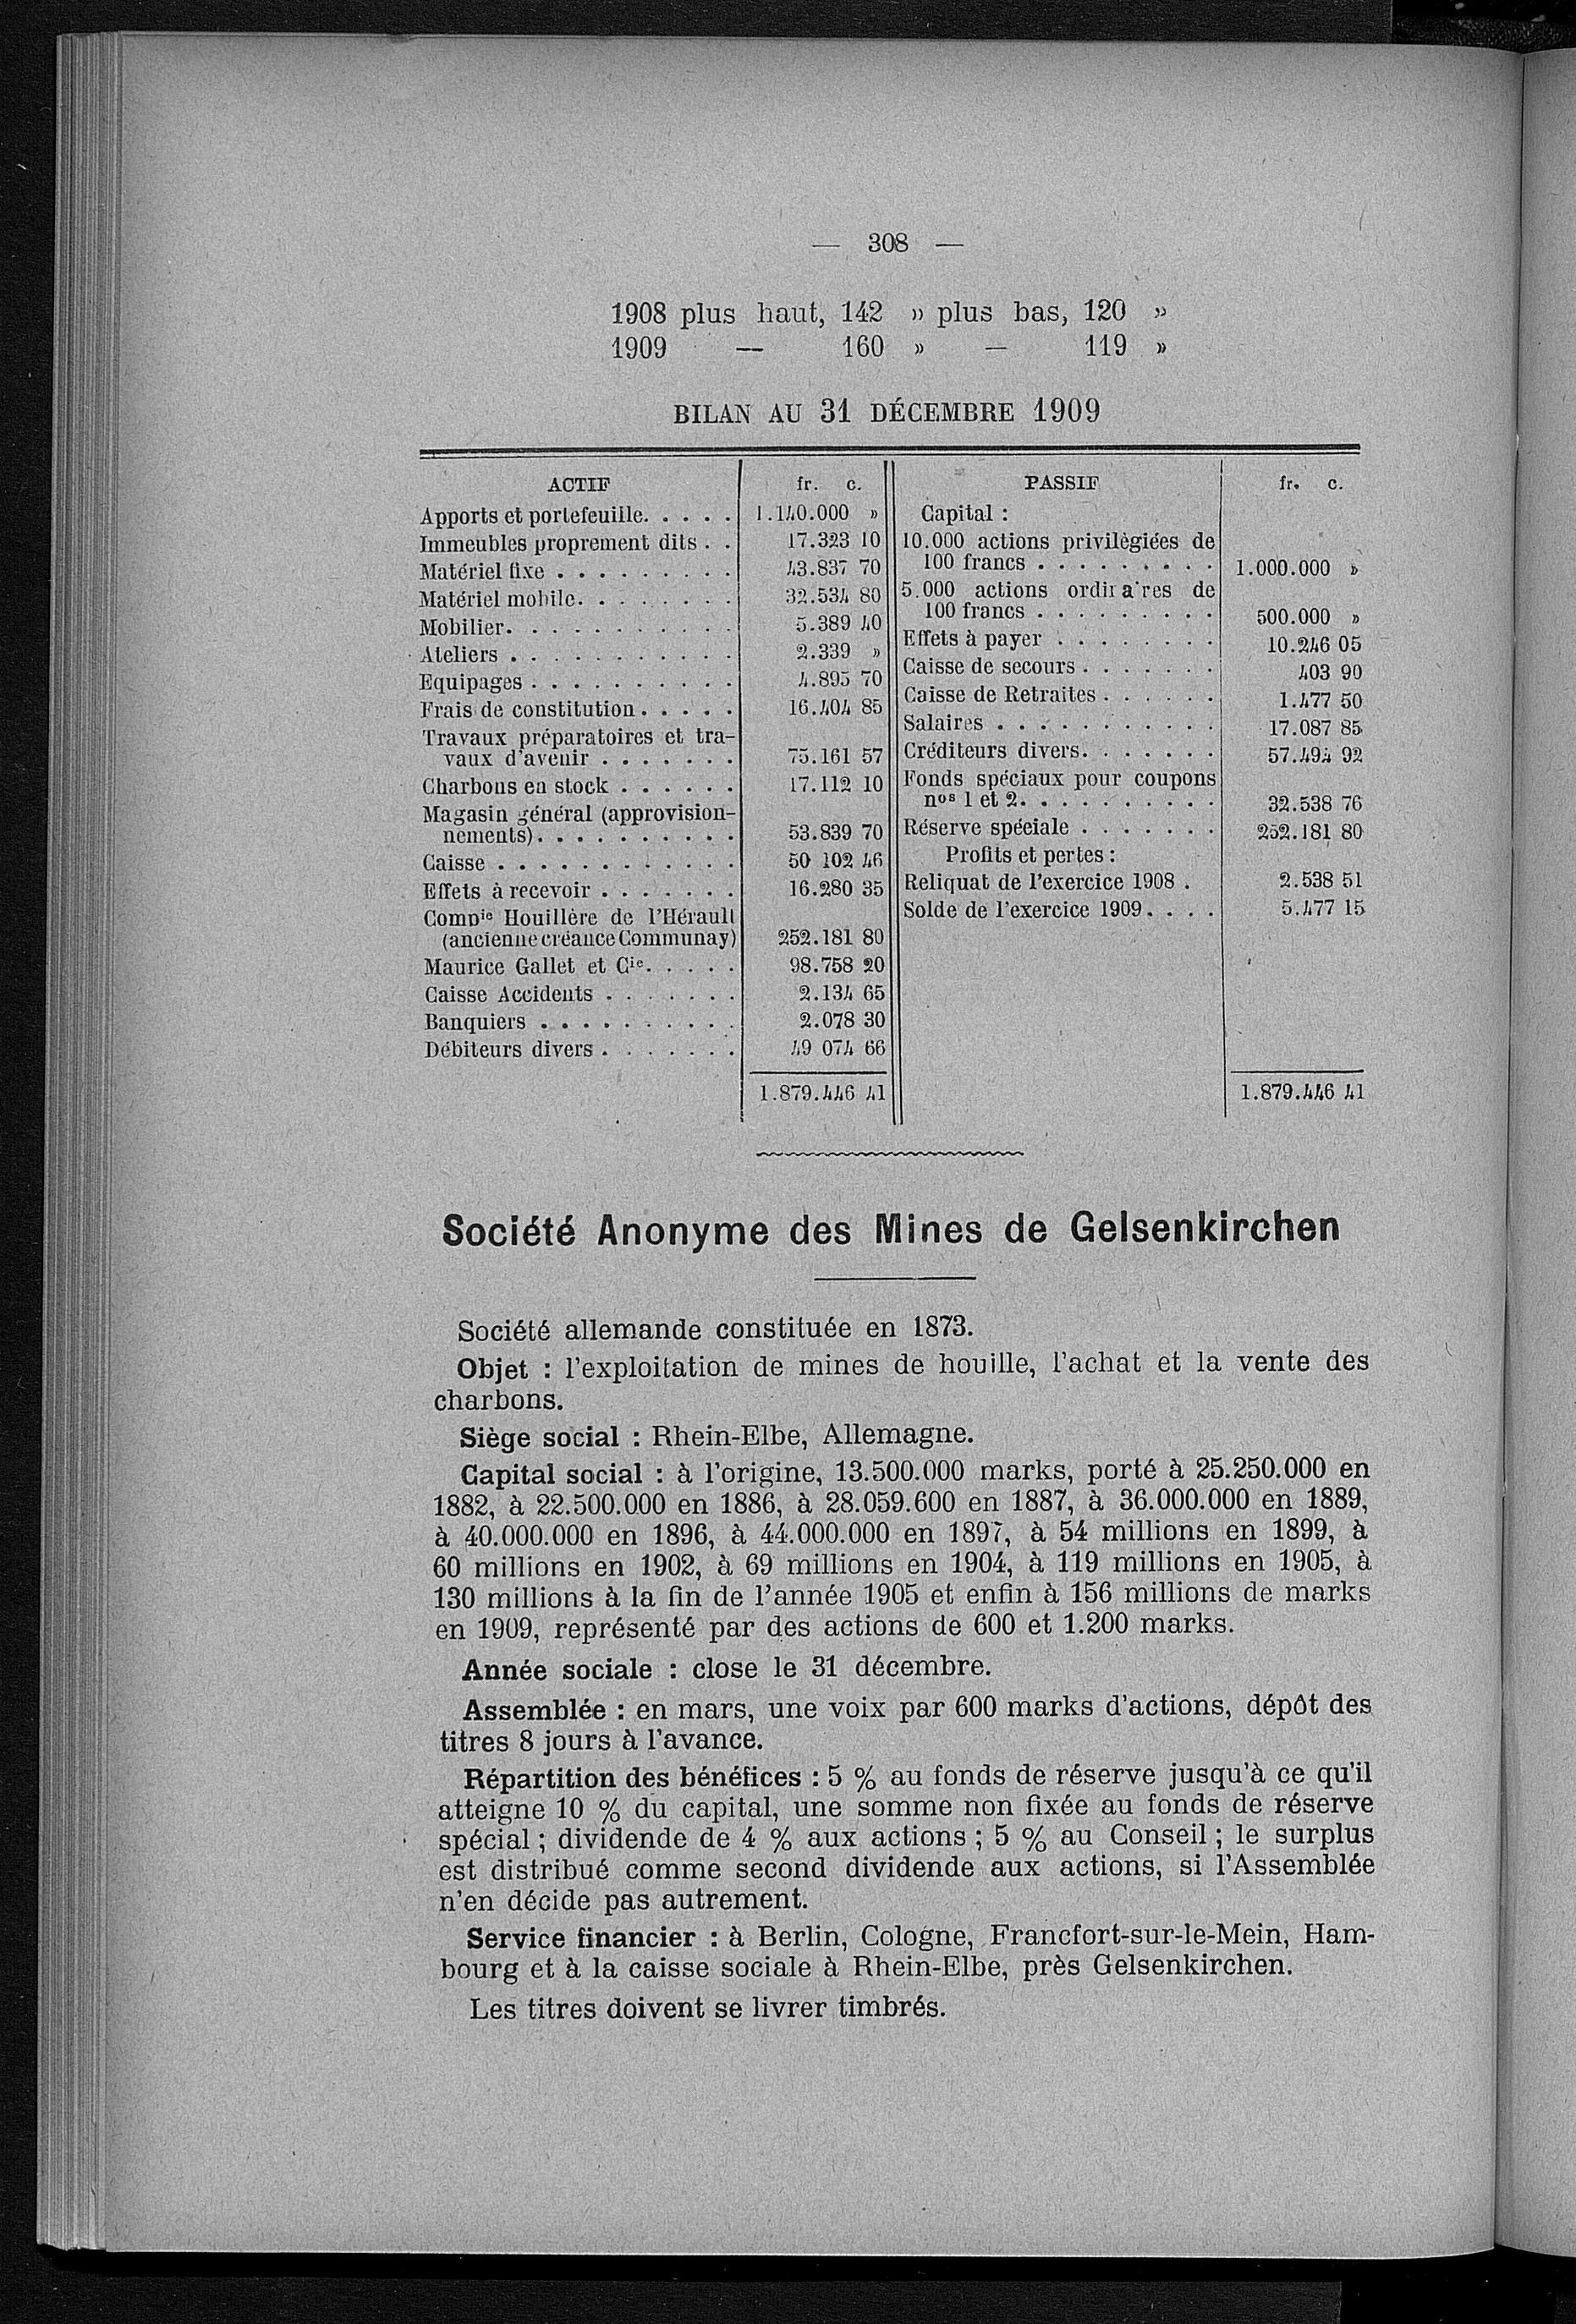 — 308 —
1908 plus haut, 142 » plus bas, 120 »
1909 — 160 » — 119 »
BILAN AU 31 DÉCEMBRE 1909
ACTIF fr. c.
Apports et portefeuille. . . . . 1.140.000 »
Immeubles proprement dits . . 17.323 10
Matériel fixe . . . . . . . . . 43.837 70
Matériel mobile. . . . . . . . 32.534 80
Mobilier. . . . . . . . . . . 5.389 40
Ateliers . . . . . . . . . . . 2.339 »
Equipages . . . . . . . . . . 4.895 70
Frais de constitution. . . . . 16.404 85
Travaux préparatoires et tra-
vaux d'avenir . . . . . . . 75.161 57
Charbons en stock . . . . . . 17.112 10
Magasin général (approvision-
nements). . . . . . . . . . 53.839 70
Caisse . . . . . . . . . . . . 50 102 46
Effets à recevoir . . . . . . . 16.280 35
Compie Houillère de l'Hérault
(ancienne créance Communay) 252.181 80
Maurice Gallet et Cie. . . . . 98.758 20
Caisse Accidents . . . . . . . 2.134 65
Banquiers . . . . . . . . . . 2.078 30
Débiteurs divers . . . . . . . 49 074 66
1.879.446 41
PASSIF fr. c.
Capital :
10.000 actions privilégiées de
100 francs . . . . . . . . . 1.000.000 »
5.000 actions ordinaires de
100 francs . . . . . . . . . 500.000 »
Effets à payer . . . . . . . . 10.246 05
Caisse de secours . . . . . . . 403 90
Caisse de Retraites . . . . . . 1.477 50
Salaires . . . . . . . . . . . 17.087 85
Créditeurs divers. . . . . . . 57.494 92
Fonds spéciaux pour coupons
nos 1 et 2. . . . . . . . . . 32.538 76
Réserve spéciale . . . . . . . 252.181 80
Profits et pertes :
Reliquat de l'exercice 1908 . 2.538 51
Solde de l'exercice 1909. . . . 5.477 15
1.879.446 41
Société Anonyme des Mines de Gelsenkirchen
Société allemande constituée en 1873.
Objet : l'exploitation de mines de houille, l'achat et la vente des
charbons.
Siège social : Rhein-Elbe, Allemagne.
Capital social : à l'origine, 13.500.000 marks, porté à 25.250.000 en
1882, à 22.500.000 en 1886, à 28.059.600 en 1887, à 36.000.000 en 1889,
à 40.000.000 en 1896, à 44.000.000 en 1897, à 54 millions en 1899, à
60 millions en 1902, à 69 millions en 1904, à 119 millions en 1905, à
130 millions à la fin de l'année 1905 et enfin à 156 millions de marks
en 1909, représenté par des actions de 600 et 1.200 marks.
Année sociale : close le 31 décembre.
Assemblée : en mars, une voix par 600 marks d'actions, dépôt des
titres 8 jours à l'avance.
Répartition des bénéfices : 5 % au fonds de réserve jusqu'à ce qu'il
atteigne 10 % du capital, une somme non fixée au fonds de réserve
spécial ; dividende de 4 % aux actions ; 5 % au Conseil ; le surplus
est distribué comme second dividende aux actions, si l'Assemblée
n'en décide pas autrement.
Service financier : à Berlin, Cologne, Francfort-sur-le-Mein, Ham-
bourg et à la caisse sociale à Rhein-Elbe, près Gelsenkirchen.
Les titres doivent se livrer timbrés.